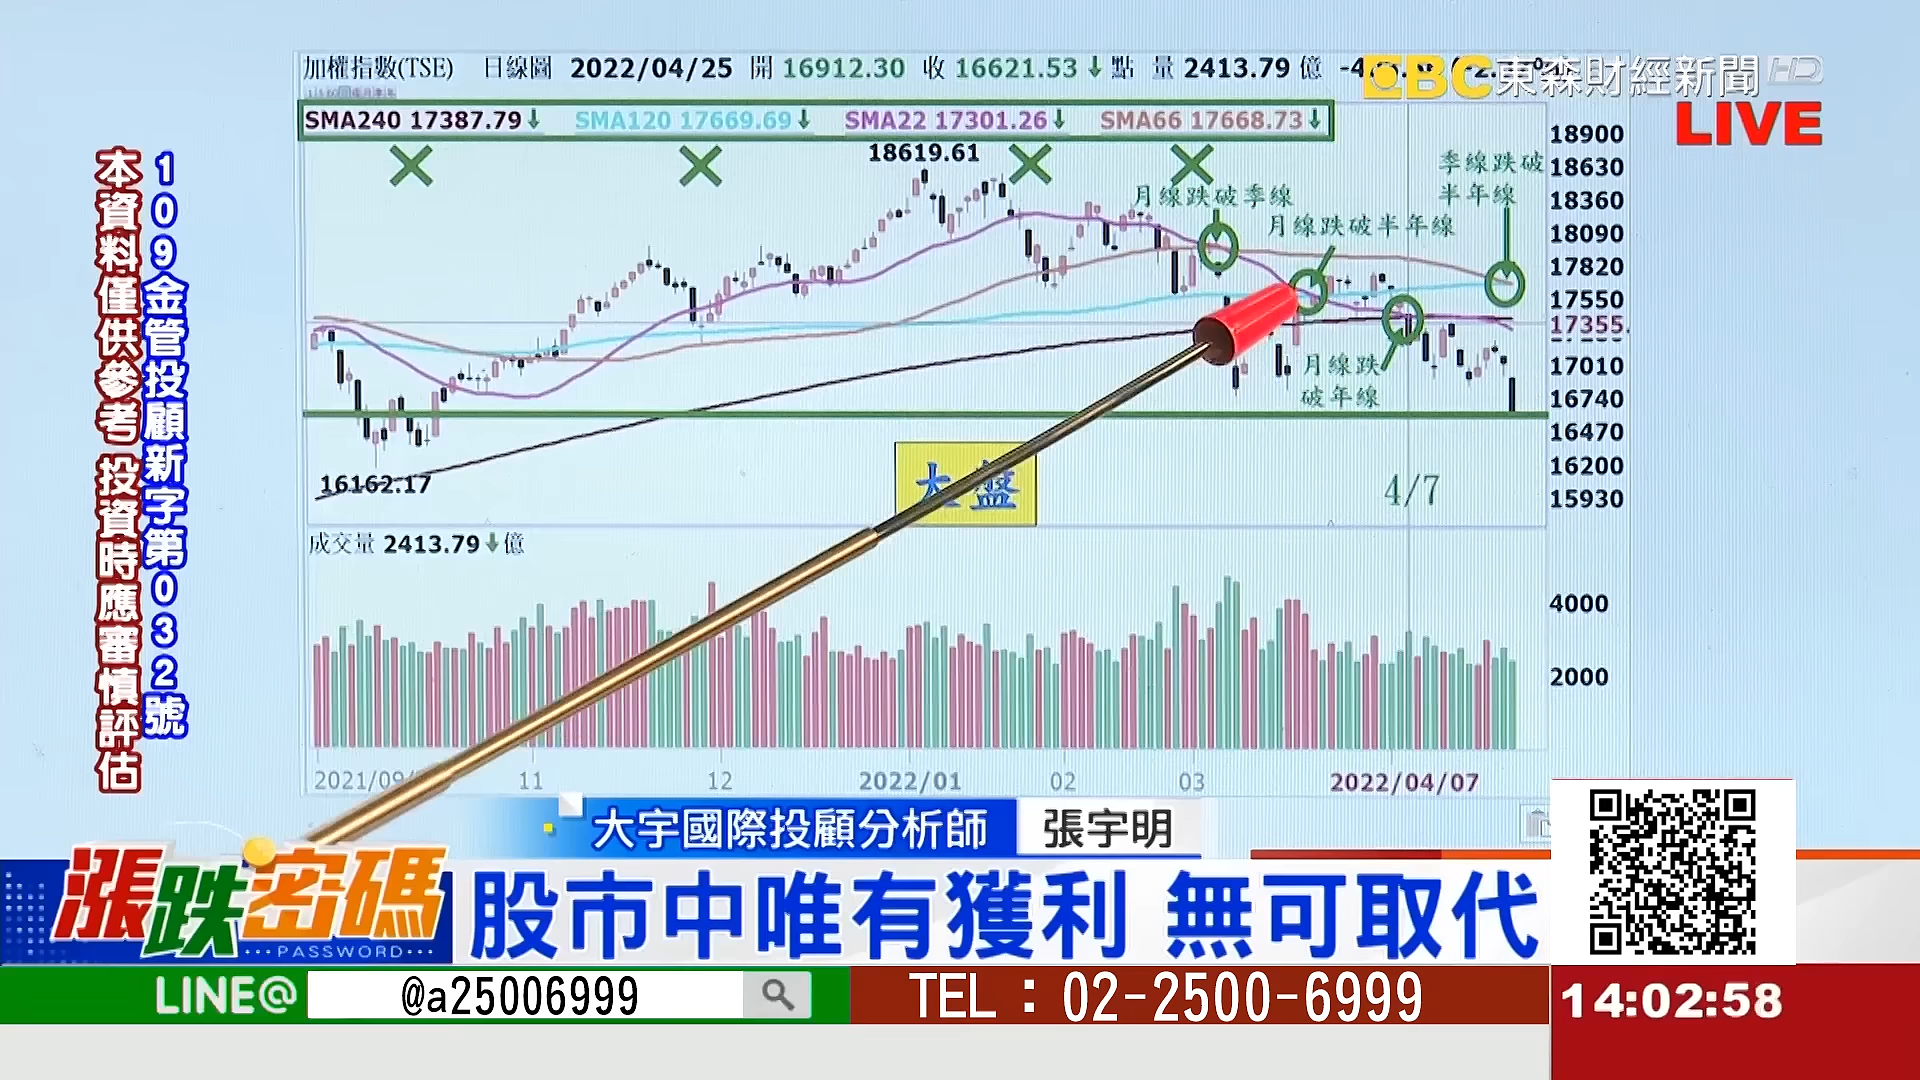 加權指數(TSE) 日線圖 2022/04/25 開 16912.30 收 16621.53↓點 量 2413.79 億
EBC 東森財經新聞 HD
LIVE
SMA240 17387.79↓ SMA120 17669.69↓ SMA22 17301.26↓ SMA66 17668.73↓
109金管投顧新字第032號
本資料僅供參考 投資時應審慎評估
18619.61
月線跌破季線
月線跌破半年線
季線跌破
半年線
月線跌
破年線
16162.17
大盤
4/7
18900
18630
18360
18090
17820
17550
17355.
17010
16740
16470
16200
15930
成交量 2413.79↓億
4000
2000
2021/09 11 12 2022/01 02 03 2022/04/07
大宇國際投顧分析師 張宇明
漲跌密碼
PASSWORD
股市中唯有獲利 無可取代
LINE@ @a25006999 TEL：02-2500-6999
14:02:58